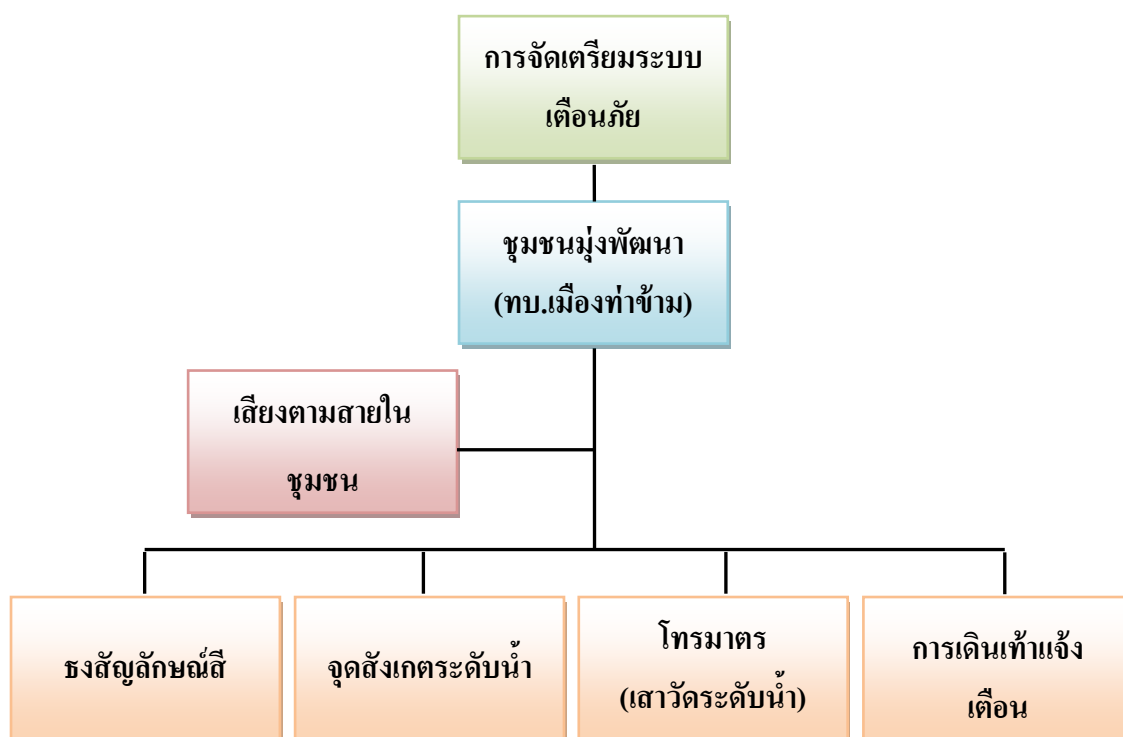 การจัดเตรียมระบบ
เตือนภัย
ชุมชนมุ่งพัฒนา
(ทบ.เมืองท่าข้าม)
เสียงตามสายใน
ชุมชน
ธงสัญลักษณ์สี
จุดสังเกตระดับน้ำ
โทรมาตร
(เสาวัดระดับน้ำ)
การเดินเท้าแจ้ง
เตือน